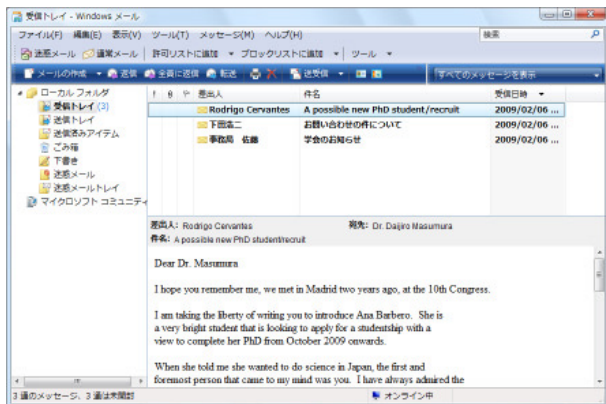 受信トレイ - Windows メール
ファイル(F) 編集(E) 表示(V) ツール(T) メッセージ(M) ヘルプ(H) 検索
迷惑メール 通常メール 許可リストに追加 ブロックリストに追加 ツール
メールの作成 返信 全員に返信 転送 送受信 すべてのメッセージを表示
ローカル フォルダ
受信トレイ (3)
送信トレイ
送信済みアイテム
ごみ箱
下書き
迷惑メール
迷惑メールトレイ
マイクロソフト コミュニティ
! 差出人 件名 受信日時
Rodrigo Cervantes A possible new PhD student/recruit 2009/02/06 ...
下田浩二 お問い合わせの件について 2009/02/06 ...
事務局 佐藤 学会のお知らせ 2009/02/06 ...
差出人: Rodrigo Cervantes 宛先: Dr. Daijiro Masumura
件名: A possible new PhD student/recruit
Dear Dr. Masumura
I hope you remember me, we met in Madrid two years ago, at the 10th Congress.
I am taking the liberty of writing you to introduce Ana Barbero. She is
a very bright student that is looking to apply for a studentship with a
view to complete her PhD from October 2009 onwards.
When she told me she wanted to do science in Japan, the first and
foremost person that came to my mind was you. I have always admired the
3 通のメッセージ、3 通は未開封 オンライン中